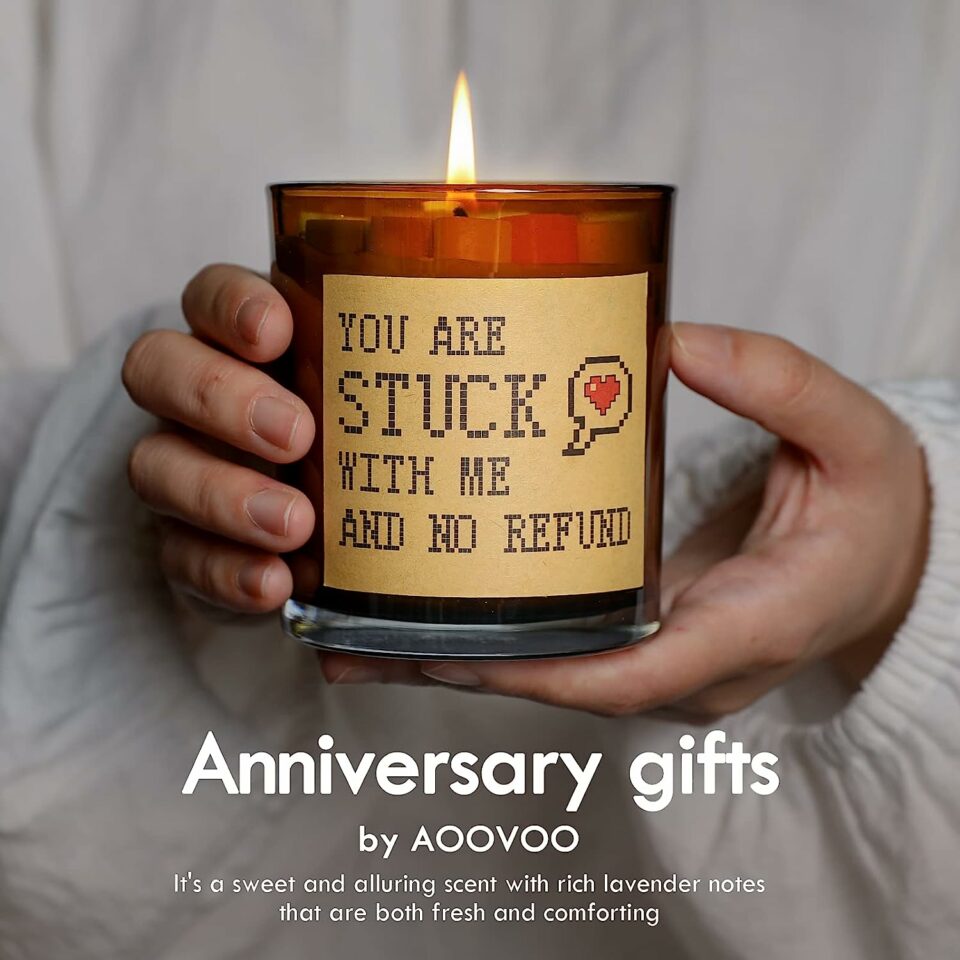 YOU ARE
STUCK
WITH ME
AND NO REFUND
Anniversary gifts
by AOOVOO
It's a sweet and alluring scent with rich lavender notes
that are both fresh and comforting